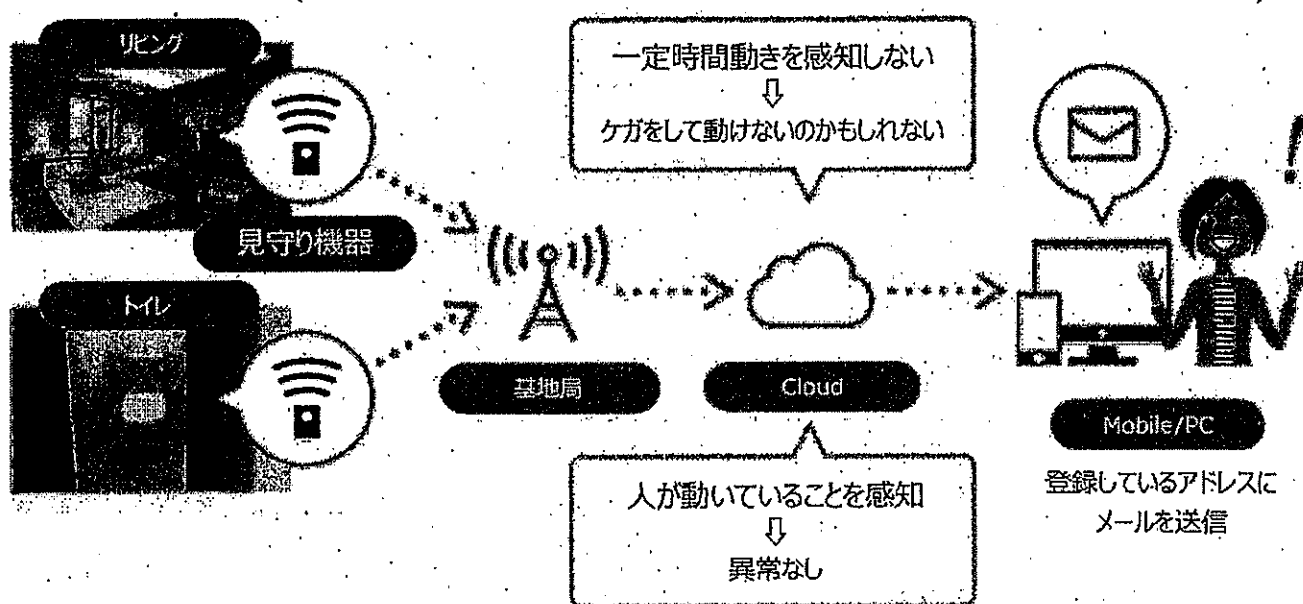 リビング
見守り機器
トイレ
基地局
一定時間動きを感知しない
⇩
ケガをして動けないのかもしれない
Cloud
人が動いていることを感知
⇩
異常なし
Mobile/PC
登録しているアドレスに
メールを送信
!